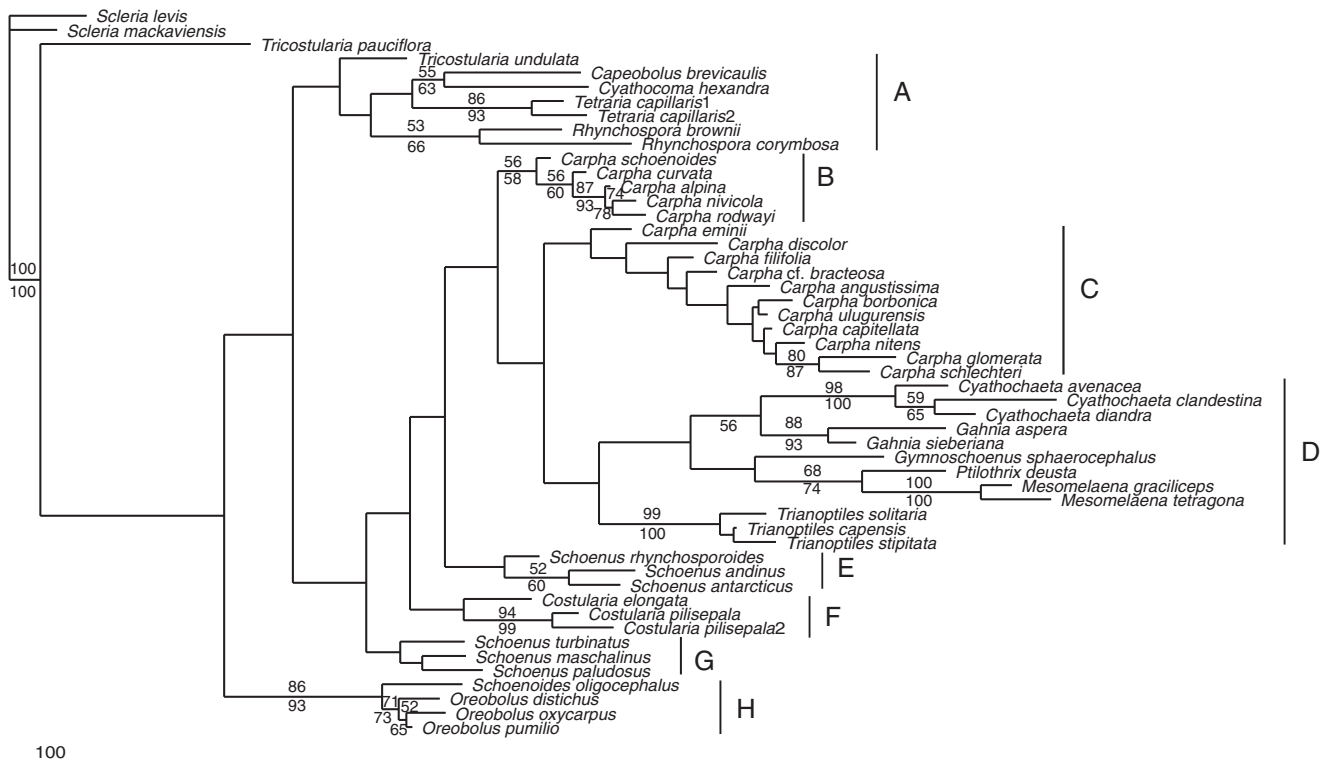 Scleria levis
Scleria mackaviensis
Tricostularia pauciflora
Tricostularia undulata
55
Capeobolus brevicaulis
A
63
Cyathocoma hexandra
86
Tetraria capillaris1
93
Tetraria capillaris2
53
Rhynchospora brownii
66
Rhynchospora corymbosa
56
Carpha schoenoides
58
56
Carpha curvata
B
60
87
74
Carpha alpina
93
78
Carpha nivicola
Carpha rodwayi
Carpha eminii
Carpha discolor
Carpha filifolia
100
100
Carpha cf. bracteosa
Carpha angustissima
C
Carpha borbonica
Carpha ulugurensis
Carpha capitellata
Carpha nitens
80
Carpha glomerata
87
Carpha schlechteri
98
Cyathochaeta avenacea
100
59
Cyathochaeta clandestina
65
Cyathochaeta diandra
56
88
Gahnia aspera
93
Gahnia sieberiana
D
Gymnoschoenus sphaerocephalus
68
Ptilothrix deusta
74
100
Mesomelaena graciliceps
100
Mesomelaena tetragona
99
Trianoptiles solitaria
100
Trianoptiles capensis
Trianoptiles stipitata
Schoenus rhynchosporoides
52
Schoenus andinus
E
60
Schoenus antarcticus
Costularia elongata
94
Costularia pilisepala
F
99
Costularia pilisepala2
Schoenus turbinatus
Schoenus maschalinus
G
Schoenus paludosus
86
Schoenoides oligocephalus
93
71
Oreobolus distichus
73
52
Oreobolus oxycarpus
H
65
Oreobolus pumilio
100